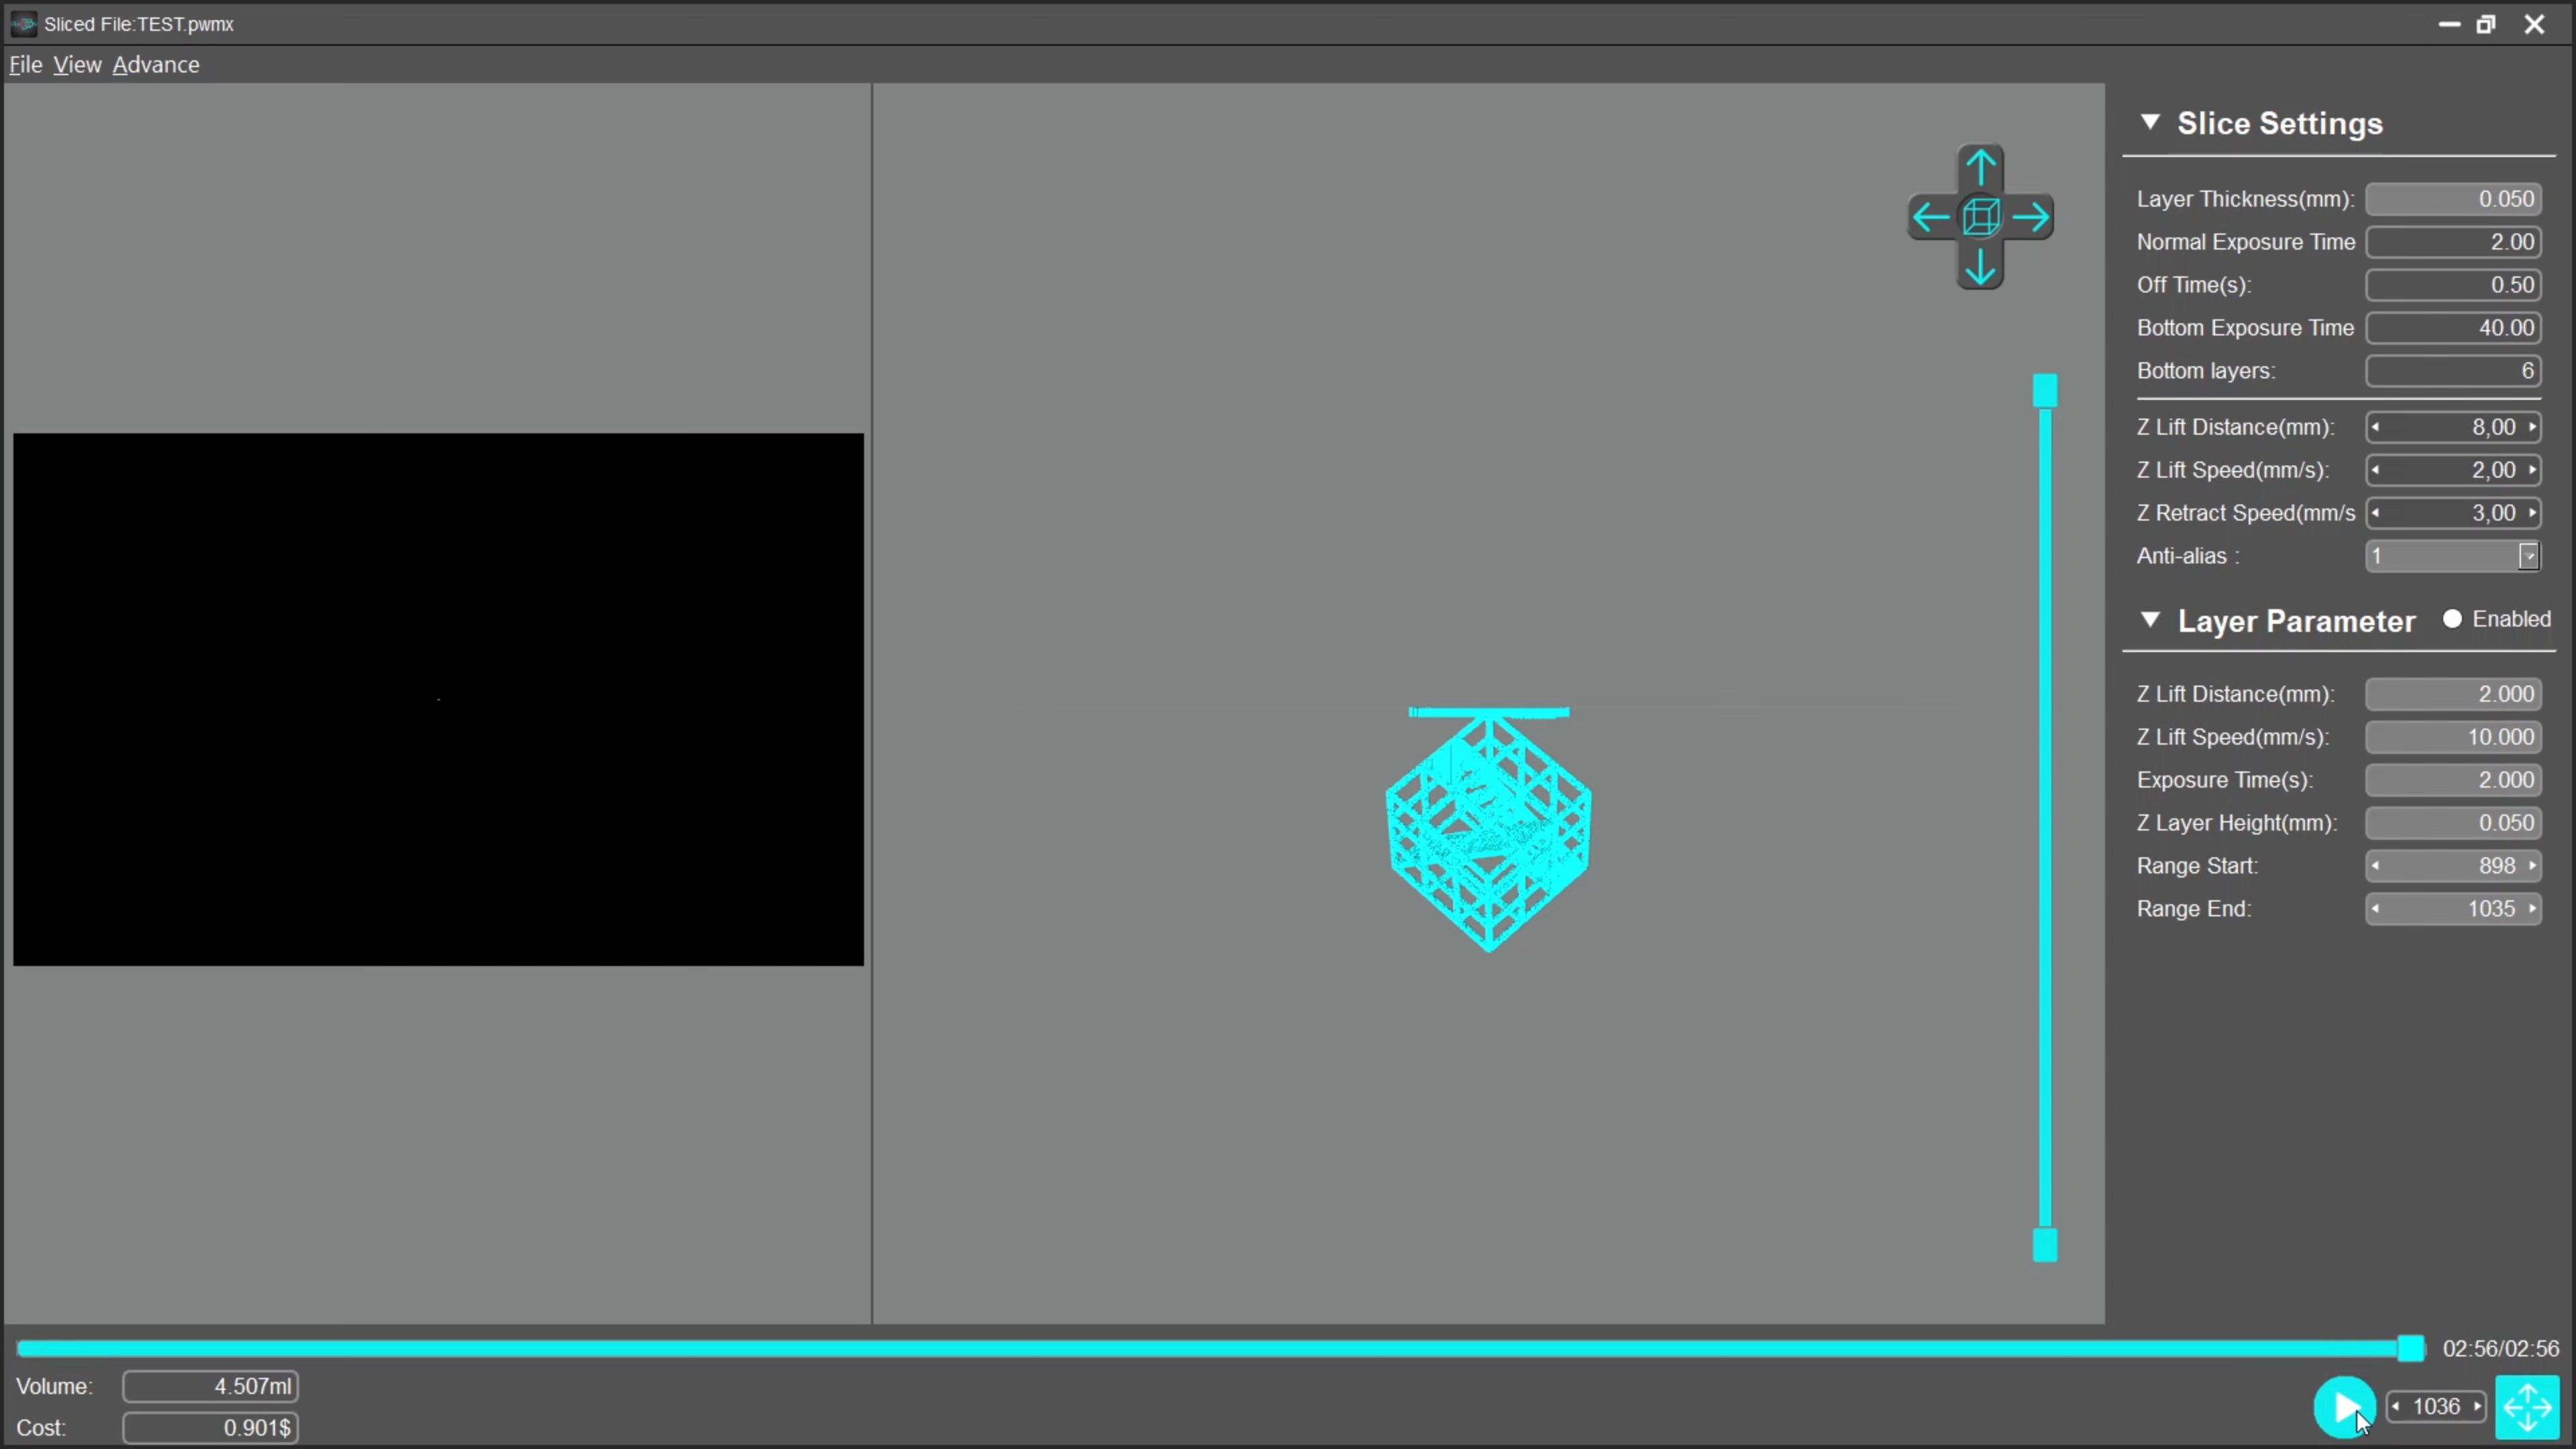 Sliced File:TEST.pwmx
File View Advance
Slice Settings
Layer Thickness(mm): 0.050
Normal Exposure Time 2.00
Off Time(s): 0.50
Bottom Exposure Time 40.00
Bottom layers: 6
Z Lift Distance(mm): 8,00
Z Lift Speed(mm/s): 2,00
Z Retract Speed(mm/s 3,00
Anti-alias : 1
Layer Parameter Enabled
Z Lift Distance(mm): 2.000
Z Lift Speed(mm/s): 10.000
Exposure Time(s): 2.000
Z Layer Height(mm): 0.050
Range Start: 898
Range End: 1035
02:56/02:56
Volume: 4.507ml
1036
Cost: 0.901$